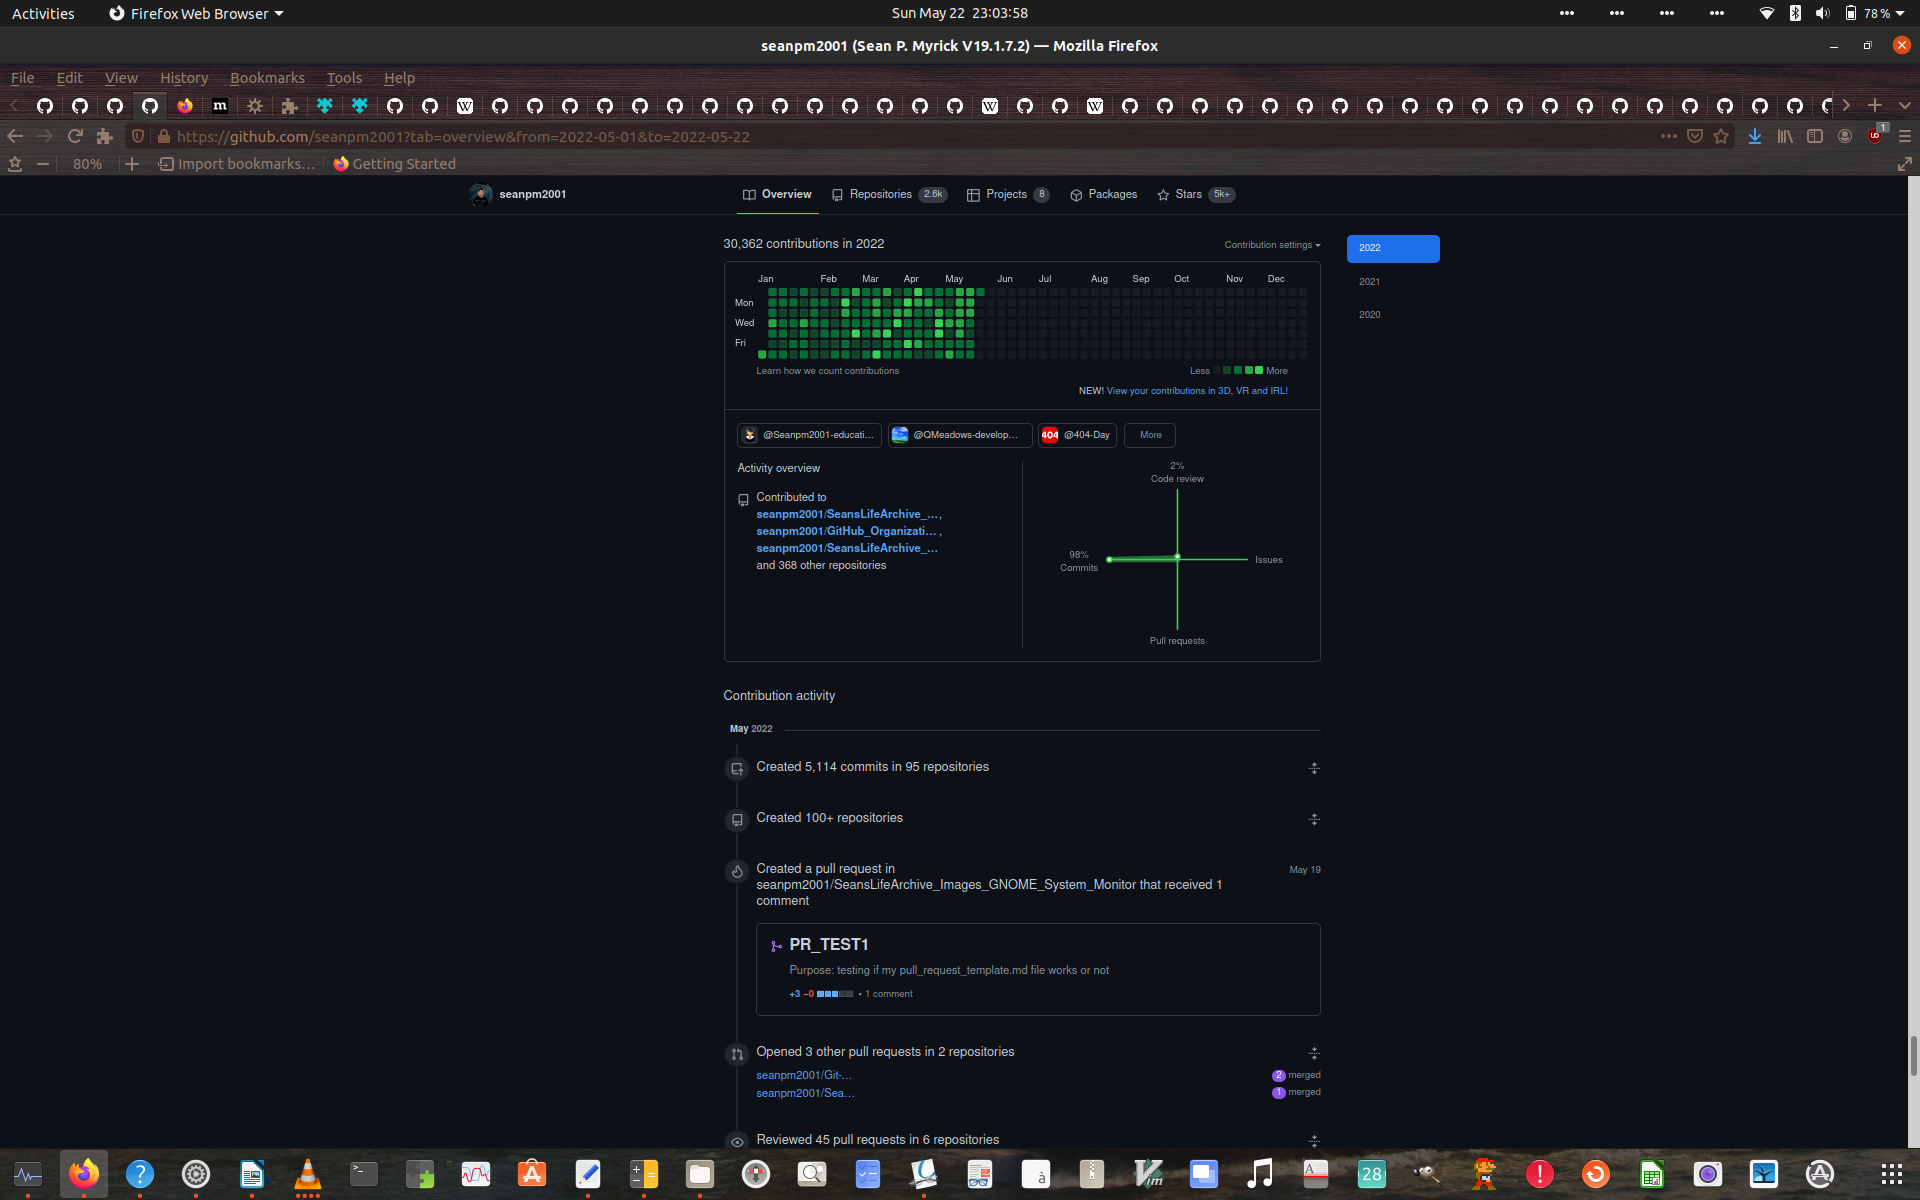 Activities
Firefox Web Browser
Sun May 22 23:03:58
78 %
seanpm2001 (Sean P. Myrick V19.1.7.2) — Mozilla Firefox
File Edit View History Bookmarks Tools Help
https://github.com/seanpm2001?tab=overview&from=2022-05-01&to=2022-05-22
1
80%
Import bookmarks...
Getting Started
seanpm2001
Overview
Repositories 2.6k
Projects 8
Packages
Stars 5k+
30,362 contributions in 2022
Contribution settings
2022
2021
2020
Jan Feb Mar Apr May Jun Jul Aug Sep Oct Nov Dec
Mon
Wed
Fri
Learn how we count contributions
Less More
NEW! View your contributions in 3D, VR and IRL!
@Seanpm2001-educati...
@QMeadows-develop...
404 @404-Day
More
Activity overview
Contributed to
seanpm2001/SeansLifeArchive_... ,
seanpm2001/GitHub_Organizati... ,
seanpm2001/SeansLifeArchive_...
and 368 other repositories
2%
Code review
98%
Commits
Issues
Pull requests
Contribution activity
May 2022
Created 5,114 commits in 95 repositories
Created 100+ repositories
Created a pull request in
seanpm2001/SeansLifeArchive_Images_GNOME_System_Monitor that received 1
comment
May 19
PR_TEST1
Purpose: testing if my pull_request_template.md file works or not
+3 −0 • 1 comment
Opened 3 other pull requests in 2 repositories
seanpm2001/Git-...
2 merged
seanpm2001/Sea...
1 merged
Reviewed 45 pull requests in 6 repositories
28